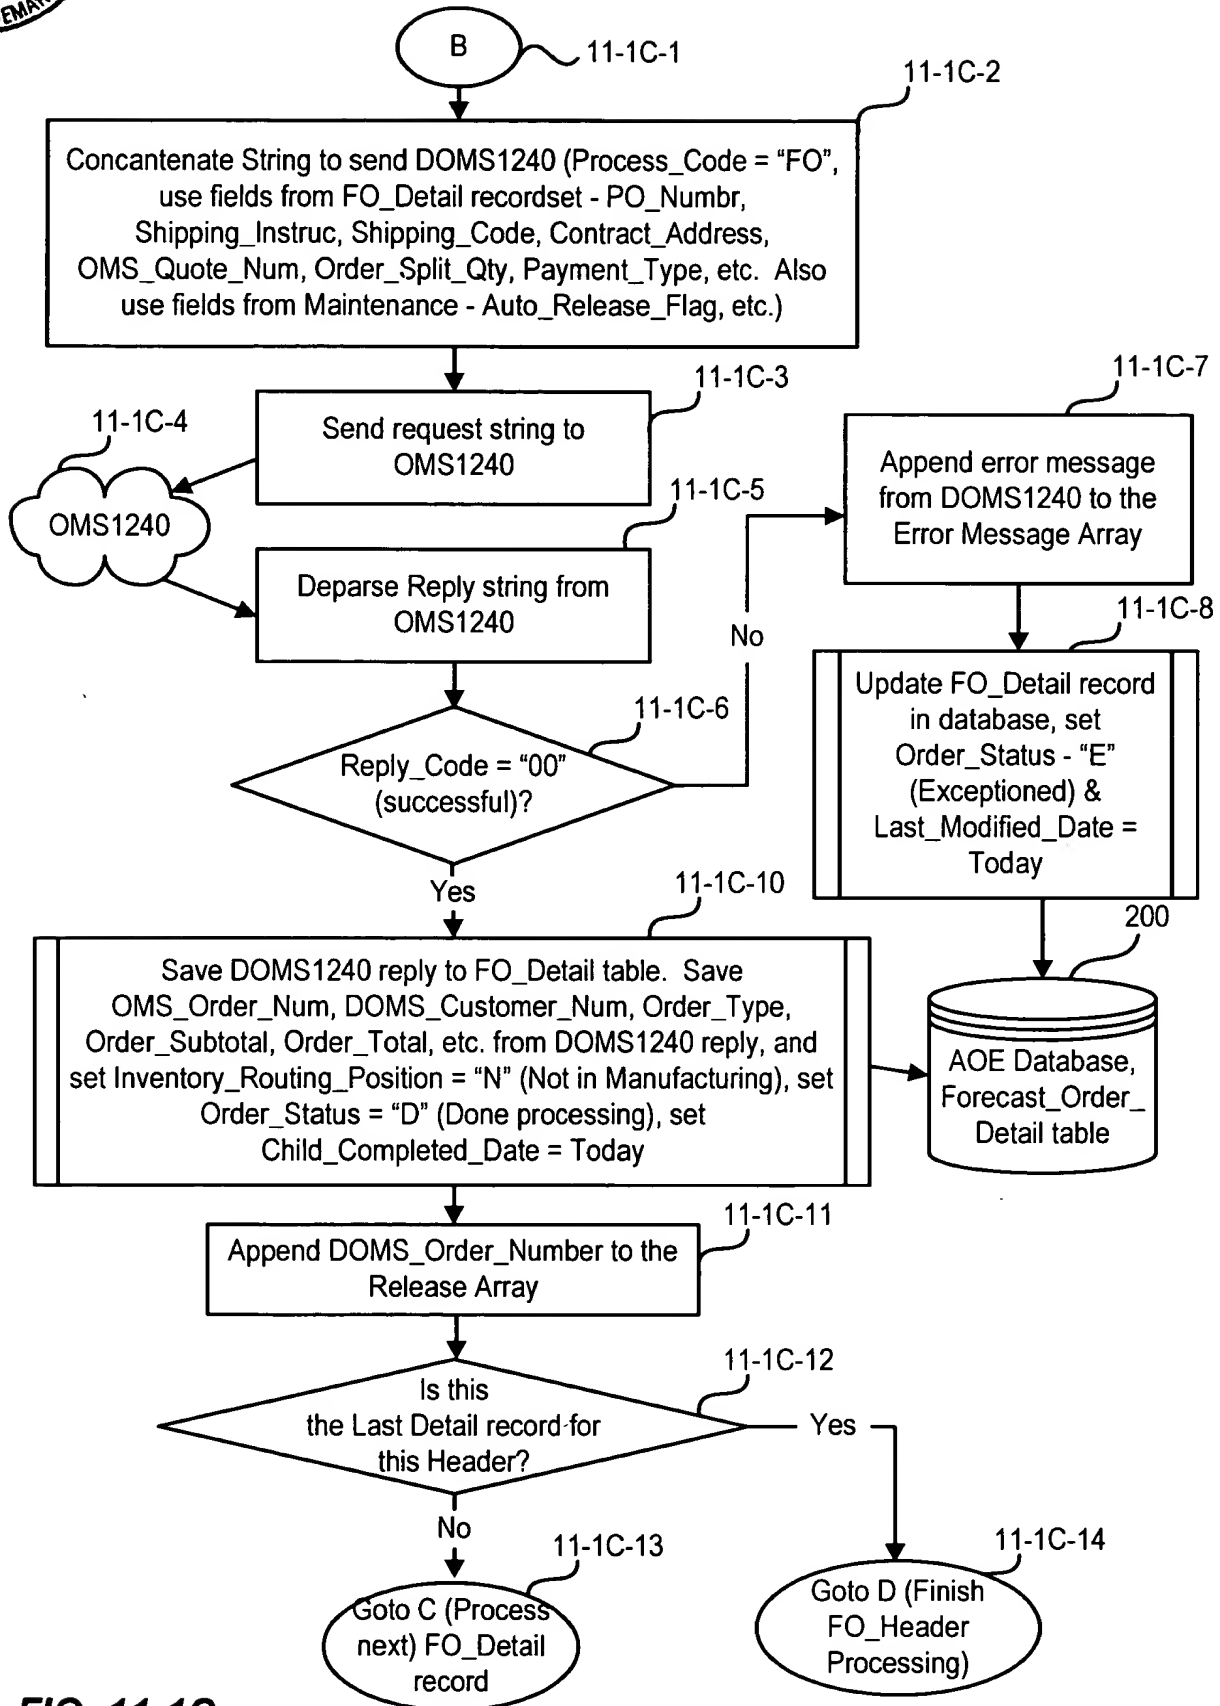 B
11-1C-1
11-1C-2
Concantenate String to send DOMS1240 (Process_Code = “FO”,
use fields from FO_Detail recordset - PO_Numbr,
Shipping_Instruc, Shipping_Code, Contract_Address,
OMS_Quote_Num, Order_Split_Qty, Payment_Type, etc.  Also
use fields from Maintenance - Auto_Release_Flag, etc.)
11-1C-3
Send request string to
OMS1240
11-1C-4
OMS1240
11-1C-5
Deparse Reply string from
OMS1240
11-1C-6
Reply_Code = “00”
(successful)?
No
11-1C-7
Append error message
from DOMS1240 to the
Error Message Array
11-1C-8
Update FO_Detail record
in database, set
Order_Status - “E”
(Exceptioned) &
Last_Modified_Date =
Today
Yes
11-1C-10
Save DOMS1240 reply to FO_Detail table.  Save
OMS_Order_Num, DOMS_Customer_Num, Order_Type,
Order_Subtotal, Order_Total, etc. from DOMS1240 reply, and
set Inventory_Routing_Position = “N” (Not in Manufacturing), set
Order_Status = “D” (Done processing), set
Child_Completed_Date = Today
200
AOE Database,
Forecast_Order_
Detail table
11-1C-11
Append DOMS_Order_Number to the
Release Array
11-1C-12
Is this
the Last Detail record for
this Header?
Yes
No
11-1C-13
Goto C (Process
next) FO_Detail
record
11-1C-14
Goto D (Finish
FO_Header
Processing)